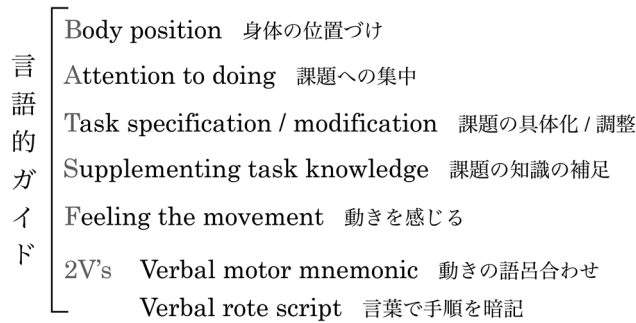 言語的ガイド
Body position 身体の位置づけ
Attention to doing 課題への集中
Task specification / modification 課題の具体化 / 調整
Supplementing task knowledge 課題の知識の補足
Feeling the movement 動きを感じる
2V's Verbal motor mnemonic 動きの語呂合わせ
Verbal rote script 言葉で手順を暗記